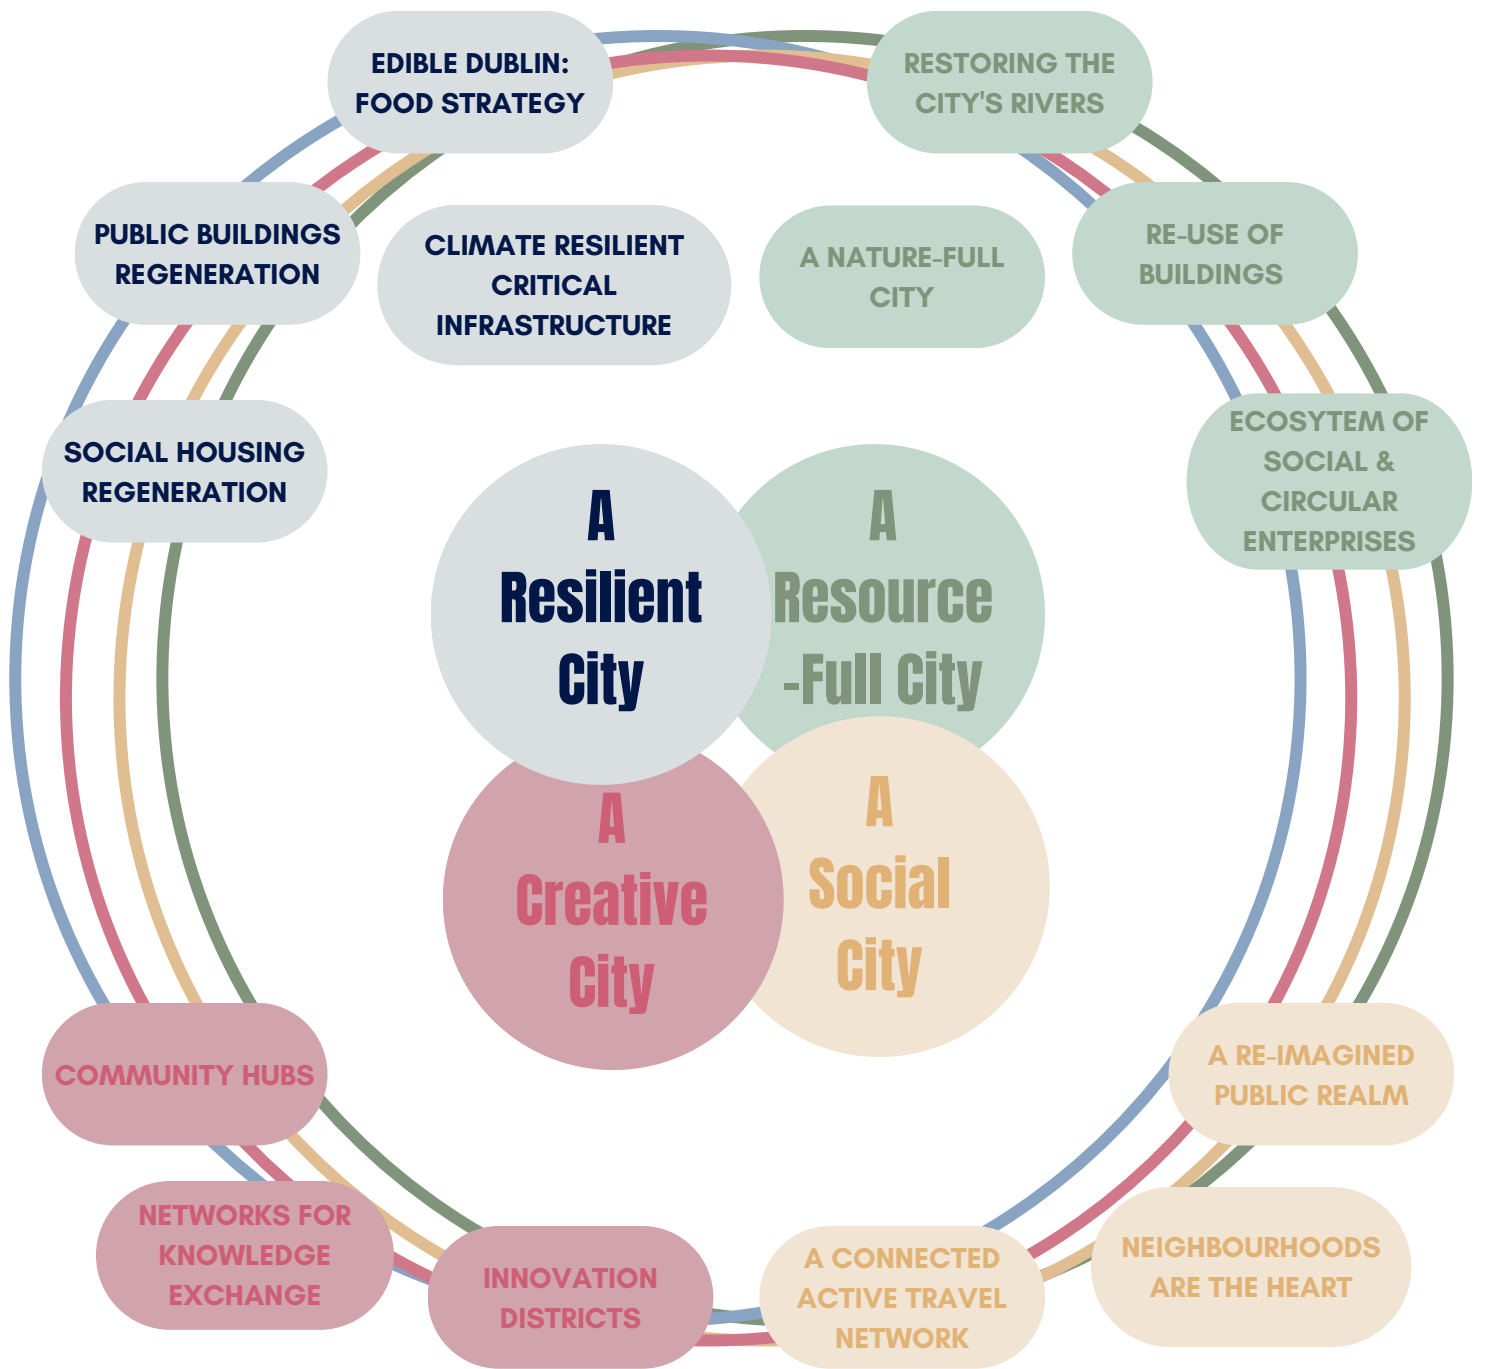 EDIBLE DUBLIN:
FOOD STRATEGY
RESTORING THE
CITY'S RIVERS
PUBLIC BUILDINGS
REGENERATION
CLIMATE RESILIENT
CRITICAL
INFRASTRUCTURE
A NATURE-FULL
CITY
RE-USE OF
BUILDINGS
SOCIAL HOUSING
REGENERATION
ECOSYTEM OF
SOCIAL &
CIRCULAR
ENTERPRISES
A
Resilient
City
A
Resource
-Full City
A
Creative
City
A
Social
City
COMMUNITY HUBS
A RE-IMAGINED
PUBLIC REALM
NETWORKS FOR
KNOWLEDGE
EXCHANGE
INNOVATION
DISTRICTS
A CONNECTED
ACTIVE TRAVEL
NETWORK
NEIGHBOURHOODS
ARE THE HEART